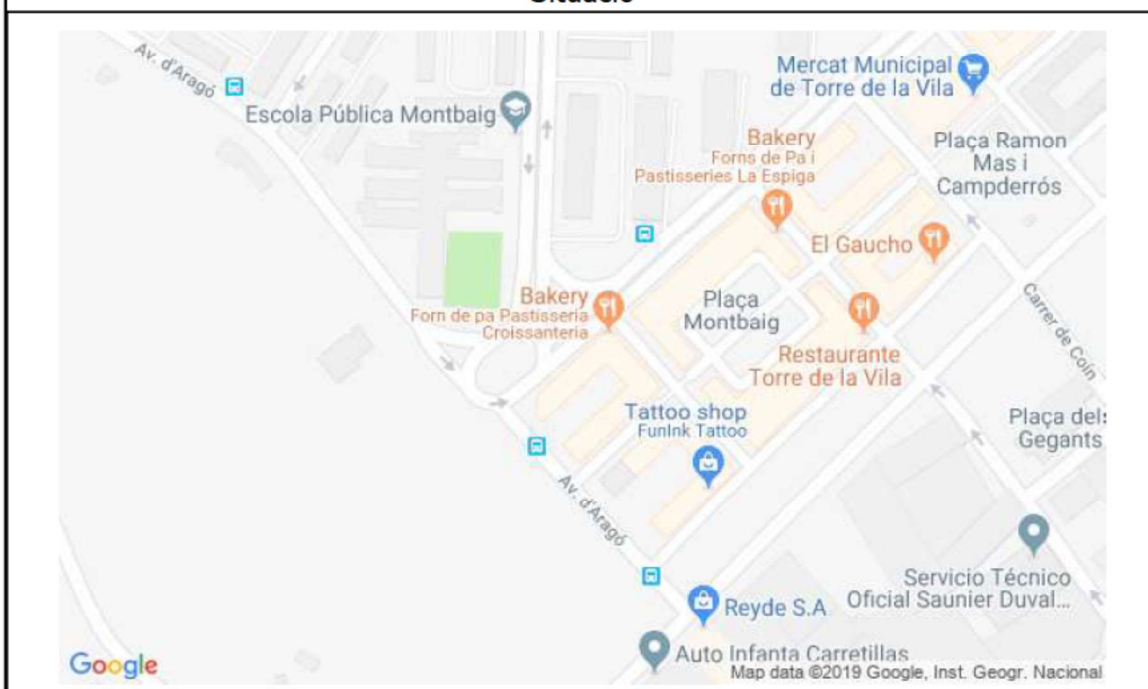 Situació
Av. d'Aragó
Escola Pública Montbaig
Mercat Municipal
de Torre de la Vila
Bakery
Forns de Pa i
Pastisseries La Espiga
Plaça Ramon
Mas i
Campderrós
El Gaucho
Bakery
Forn de pa Pastisseria
Croissanteria
Plaça
Montbaig
Restaurante
Torre de la Vila
Carrer de Coín
Tattoo shop
FunInk Tattoo
Plaça dels
Gegants
Av. d'Aragó
Servicio Técnico
Oficial Saunier Duval...
Reyde S.A
Auto Infanta Carretillas
Google
Map data ©2019 Google, Inst. Geogr. Nacional